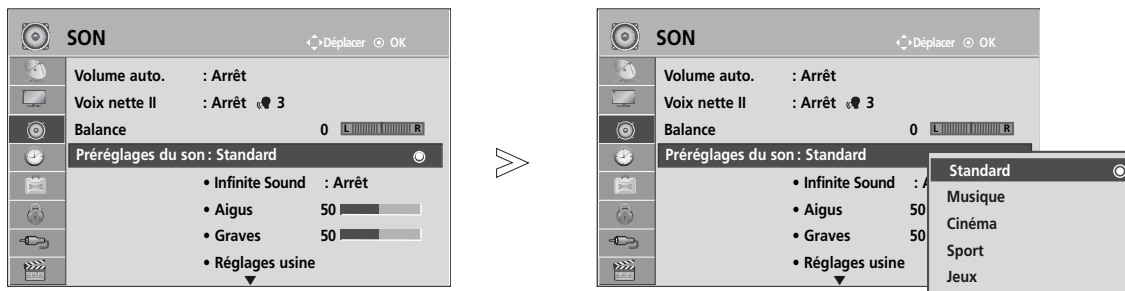 SON
Déplacer OK
Volume auto. : Arrêt
Voix nette II : Arrêt 3
Balance 0 L R
Préréglages du son : Standard
• Infinite Sound : Arrêt
• Aigus 50
• Graves 50
• Réglages usine
SON
Déplacer OK
Volume auto. : Arrêt
Voix nette II : Arrêt 3
Balance 0 L R
Préréglages du son : Standard
• Infinite Sound : A
• Aigus 50
• Graves 50
• Réglages usine
Standard
Musique
Cinéma
Sport
Jeux